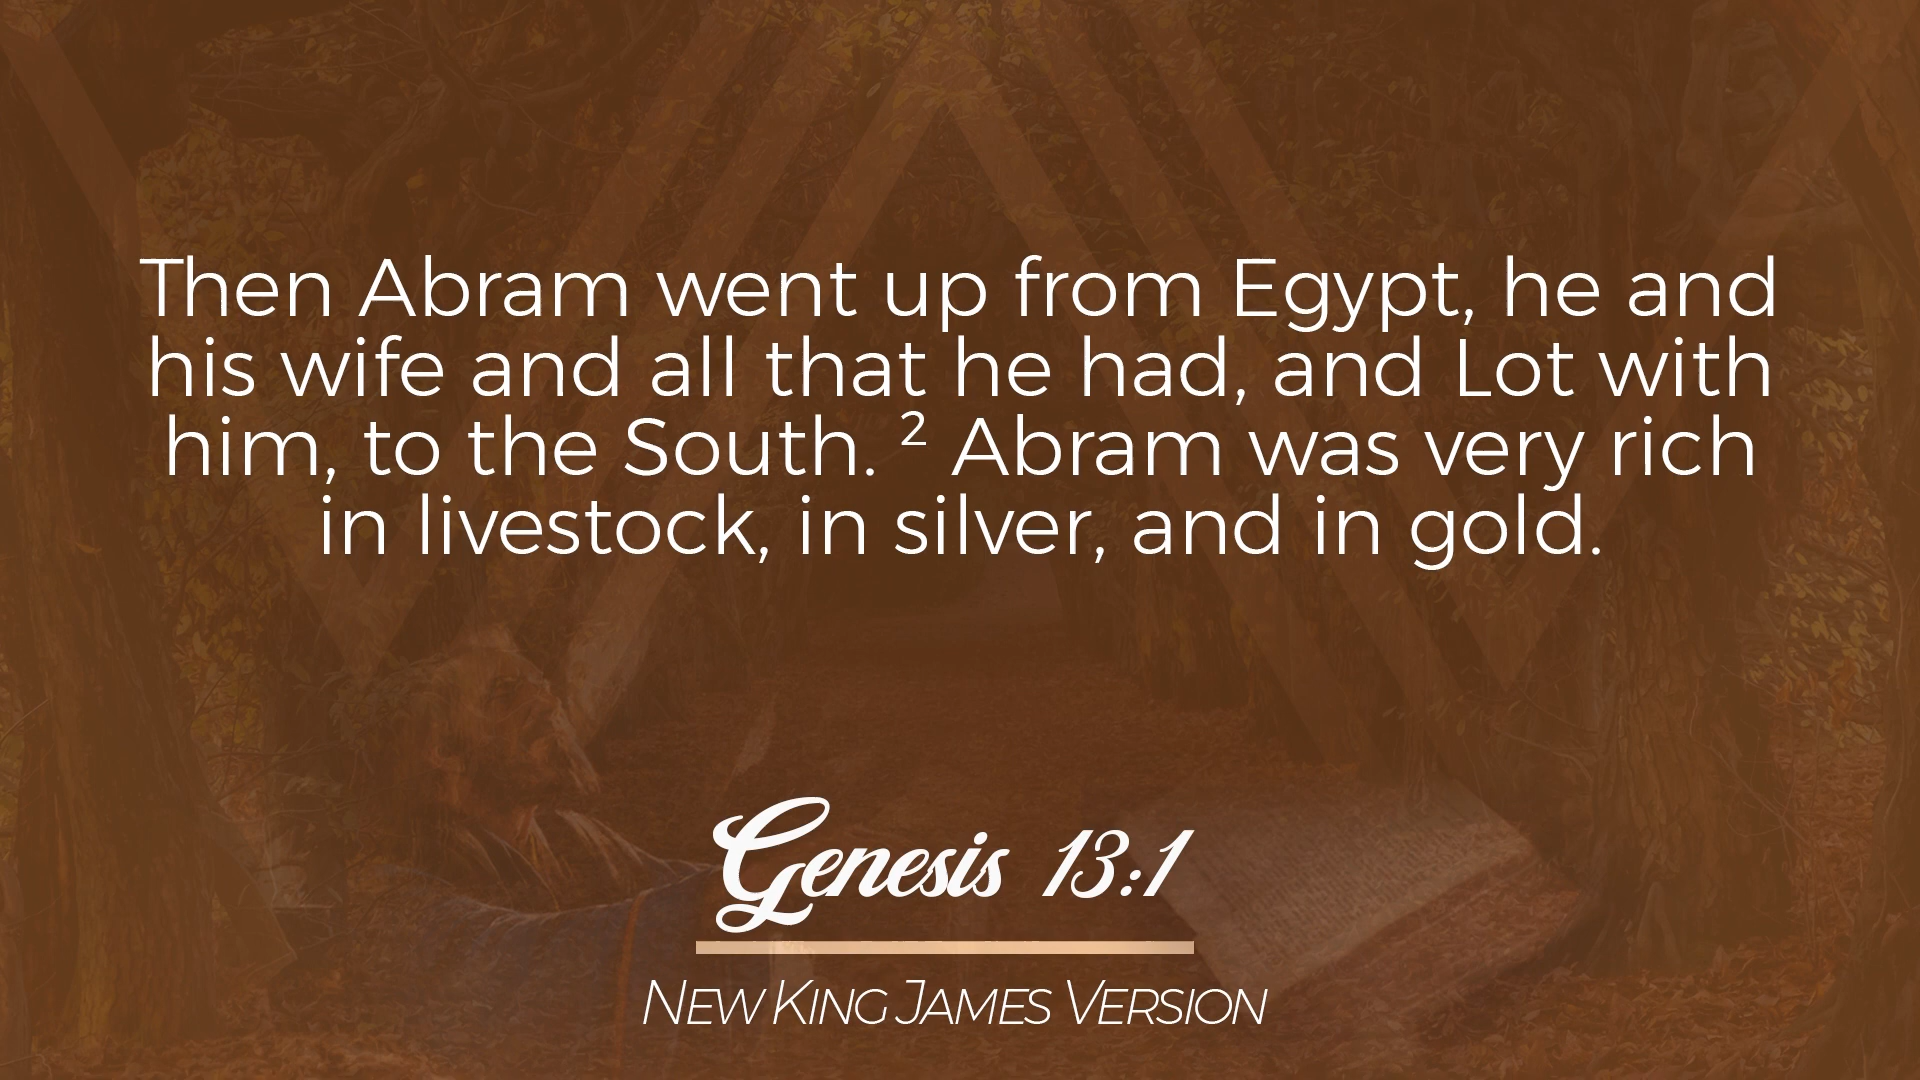 Then Abram went up from Egypt, he and
his wife and all that he had, and Lot with
him, to the South. ² Abram was very rich
in livestock, in silver, and in gold.
Genesis 13:1
New King James Version